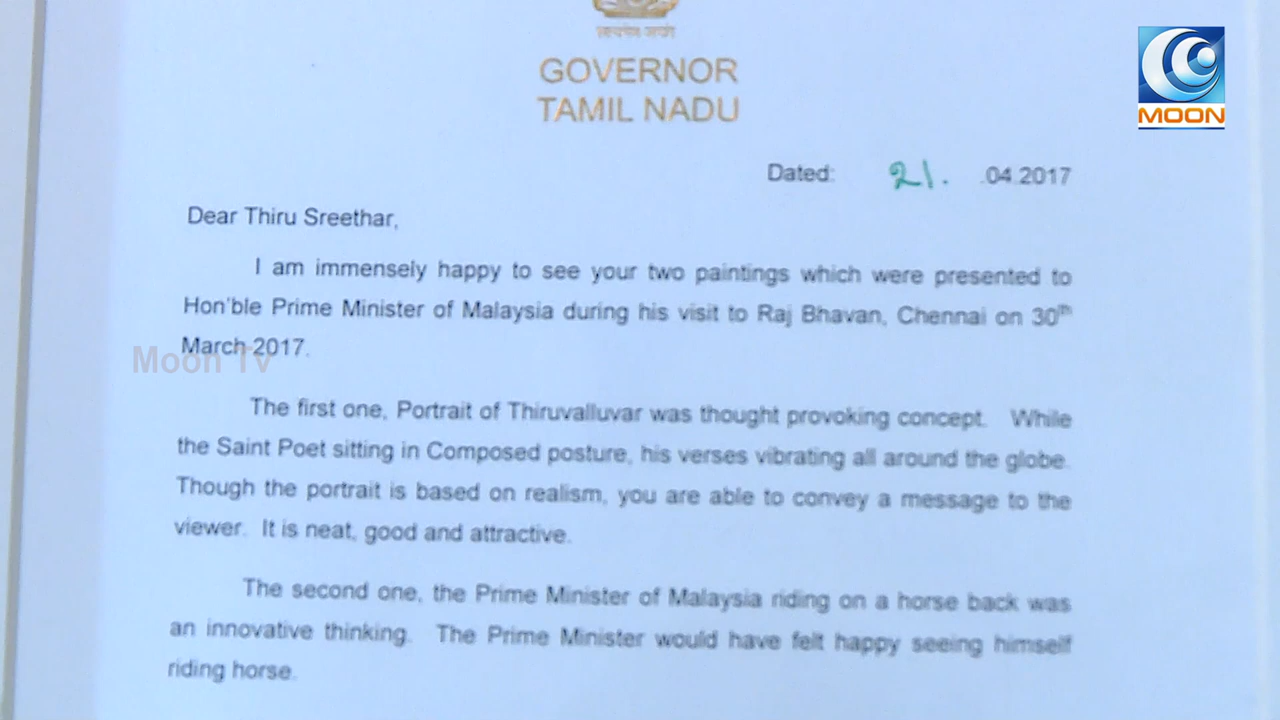 सत्यमेव जयते
GOVERNOR
TAMIL NADU
MOON
Dated: 21. .04.2017
Dear Thiru Sreethar,
I am immensely happy to see your two paintings which were presented to
Hon'ble Prime Minister of Malaysia during his visit to Raj Bhavan, Chennai on 30th
March 2017.
Moon Tv
The first one, Portrait of Thiruvalluvar was thought provoking concept. While
the Saint Poet sitting in Composed posture, his verses vibrating all around the globe.
Though the portrait is based on realism, you are able to convey a message to the
viewer. It is neat, good and attractive.
The second one, the Prime Minister of Malaysia riding on a horse back was
an innovative thinking. The Prime Minister would have felt happy seeing himself
riding horse.